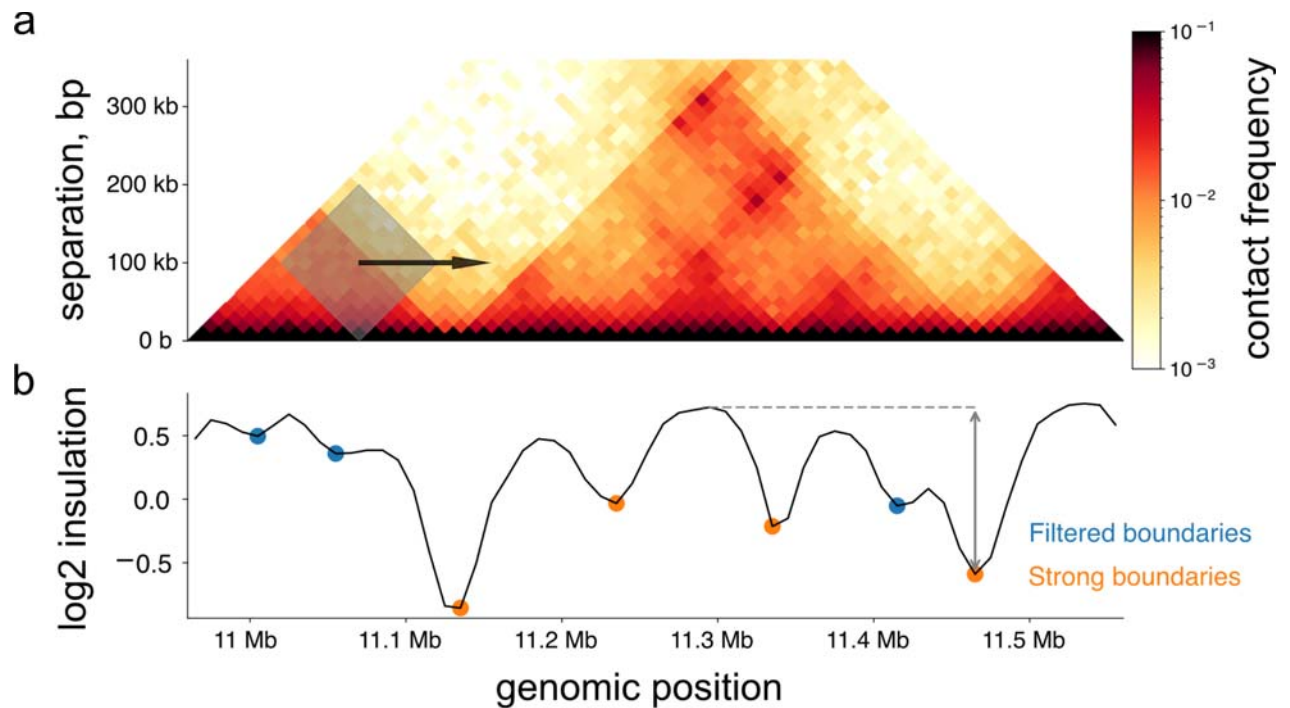 a
separation, bp
300 kb
200 kb
100 kb
0 b
10⁻¹
10⁻²
10⁻³
contact frequency
b
log2 insulation
0.5
0.0
−0.5
Filtered boundaries
Strong boundaries
11 Mb 11.1 Mb 11.2 Mb 11.3 Mb 11.4 Mb 11.5 Mb
genomic position